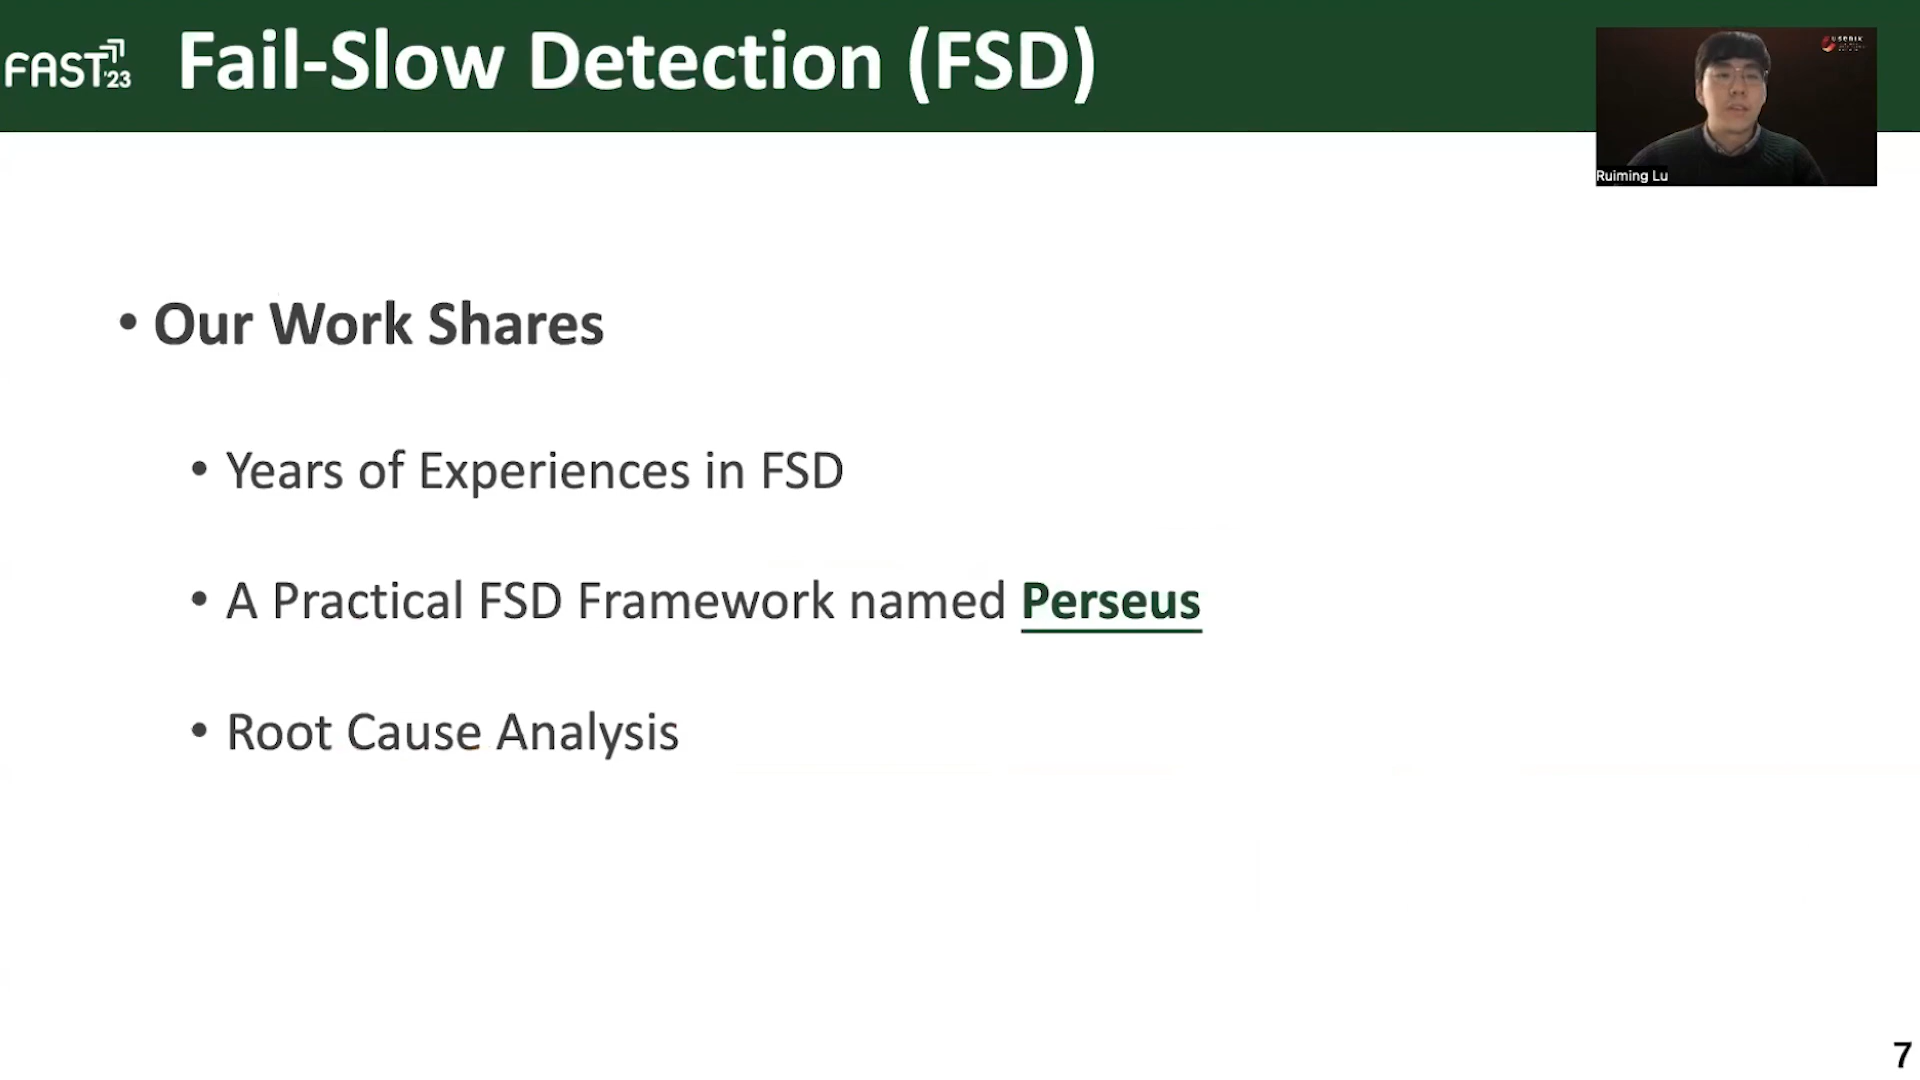 FAST'23
Fail-Slow Detection (FSD)
USENIX
Ruiming Lu
• Our Work Shares
• Years of Experiences in FSD
• A Practical FSD Framework named Perseus
• Root Cause Analysis
7